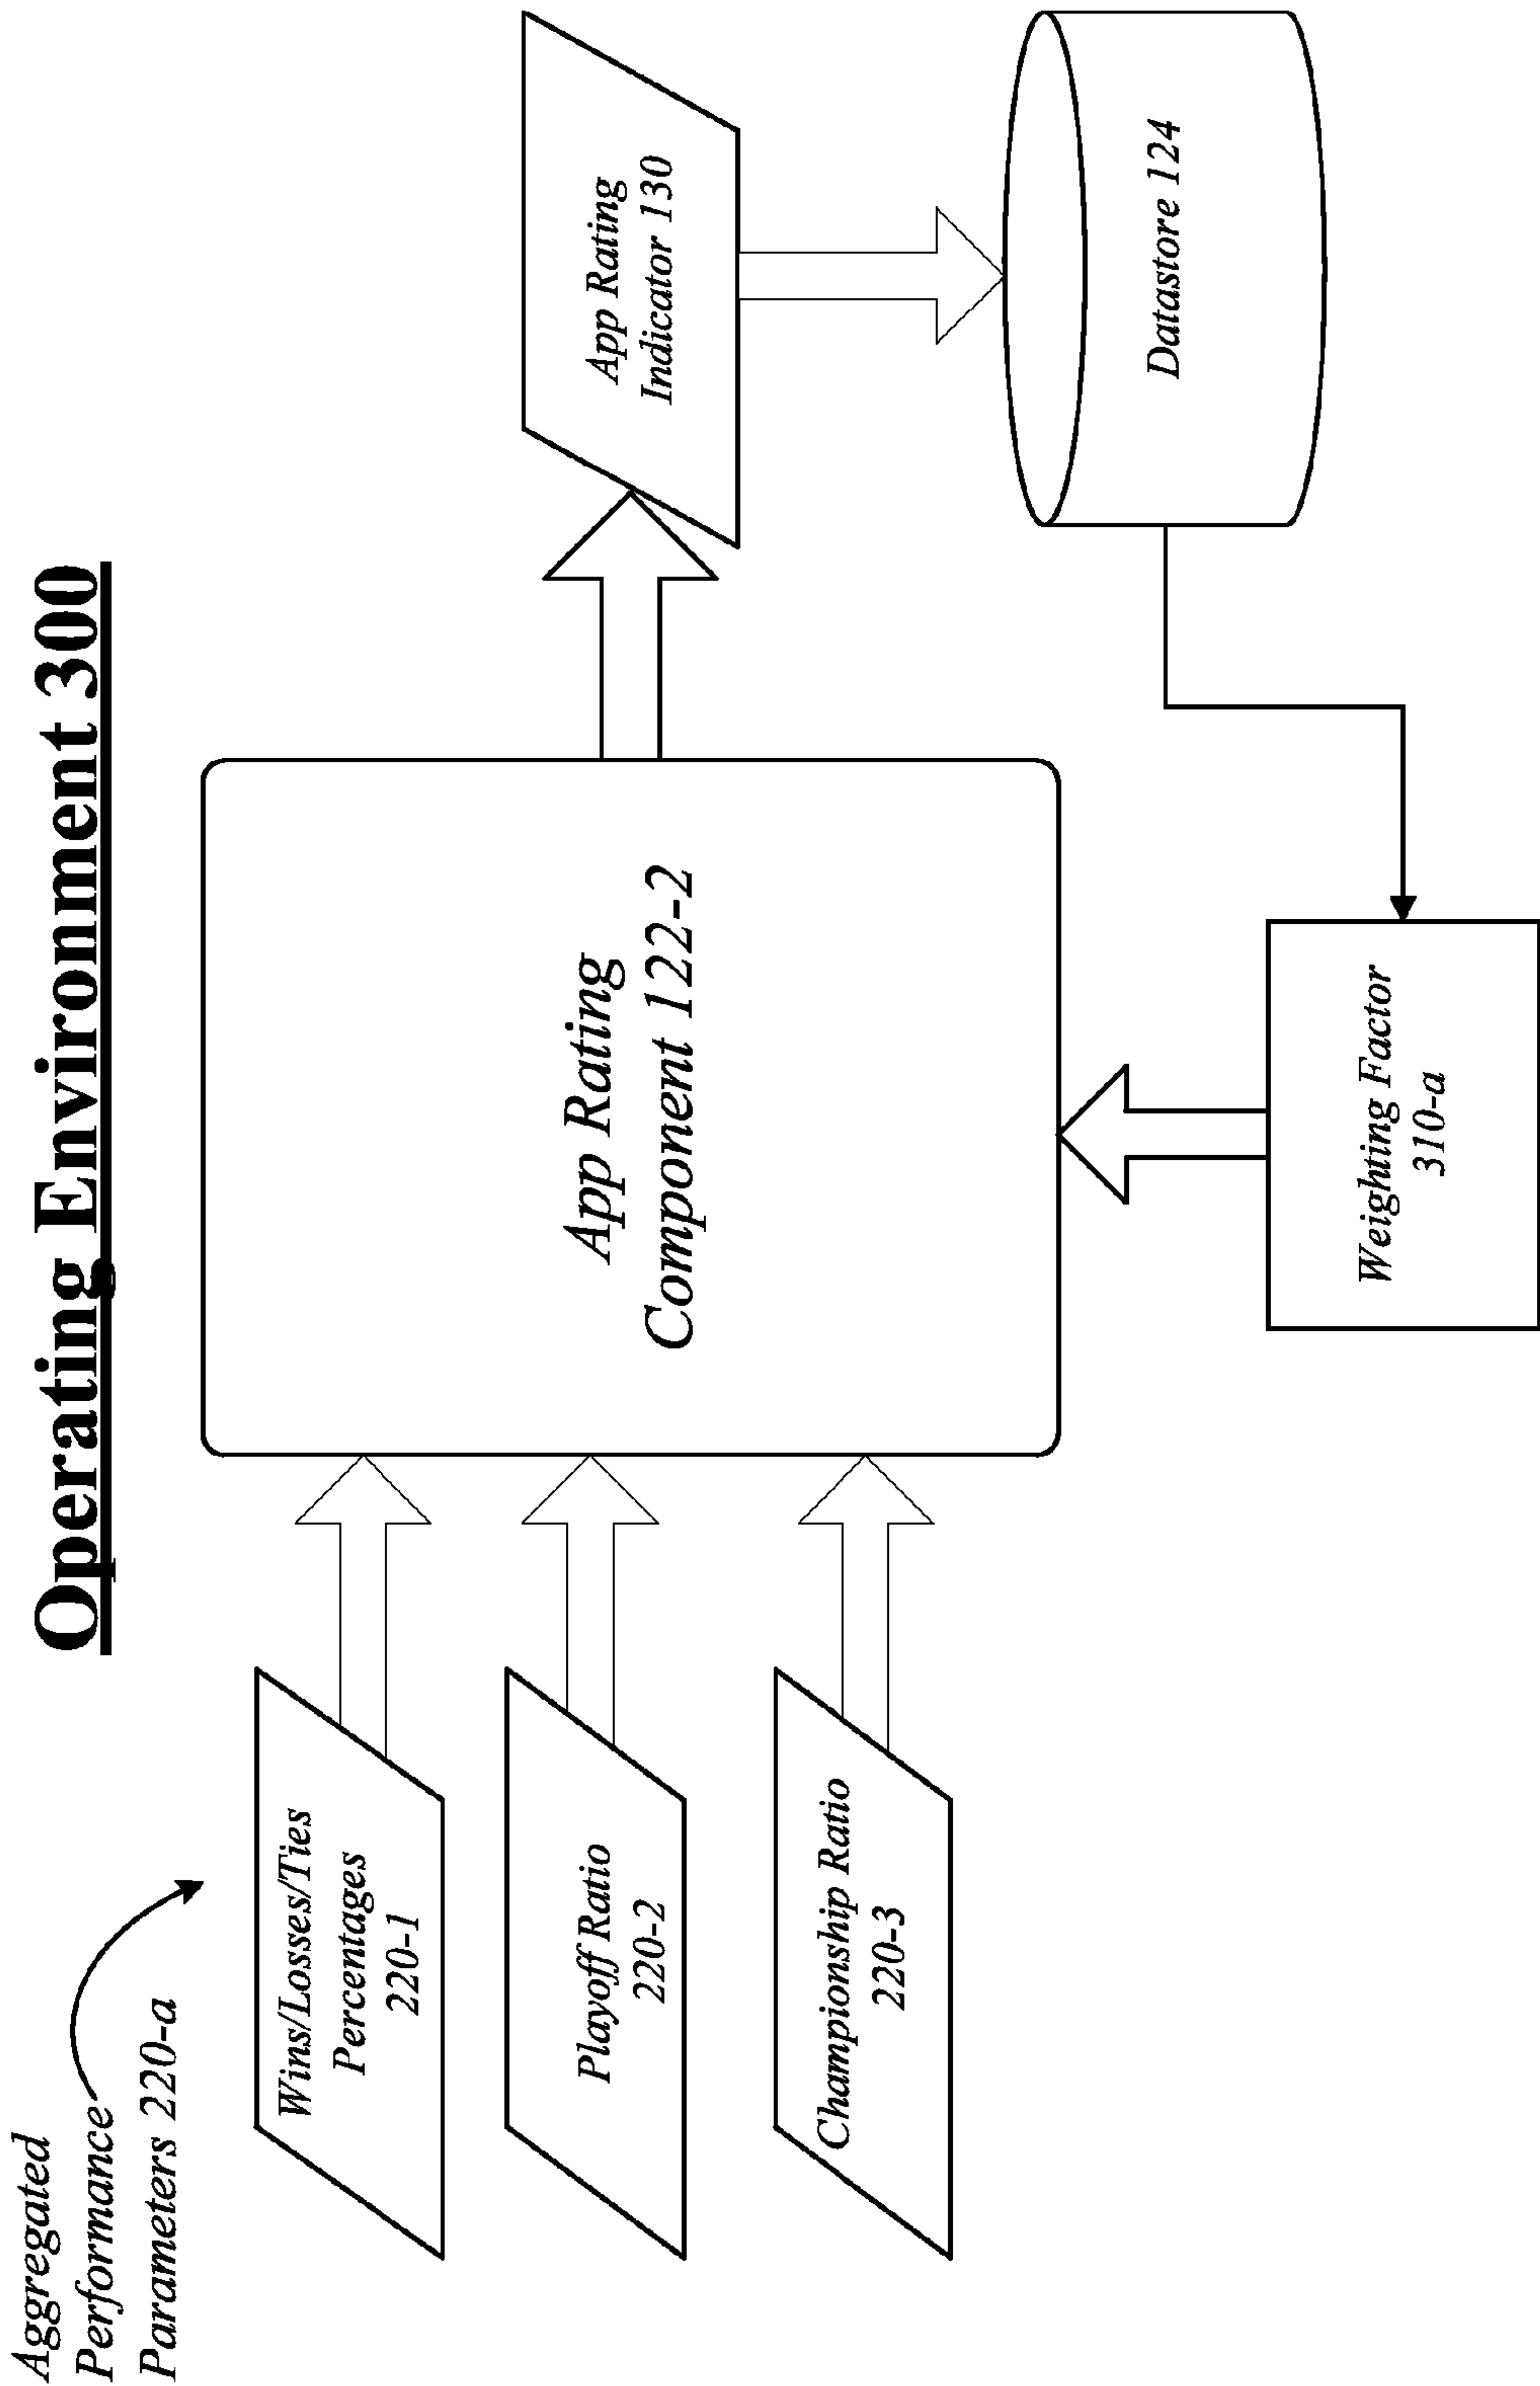 Operating Environment 300
Aggregated
Performance
Parameters 220-a
Wins/Losses/Ties
Percentages
220-1
Playoff Ratio
220-2
Championship Ratio
220-3
App Rating
Component 122-2
App Rating
Indicator 130
Datastore 124
Weighting Factor
310-a